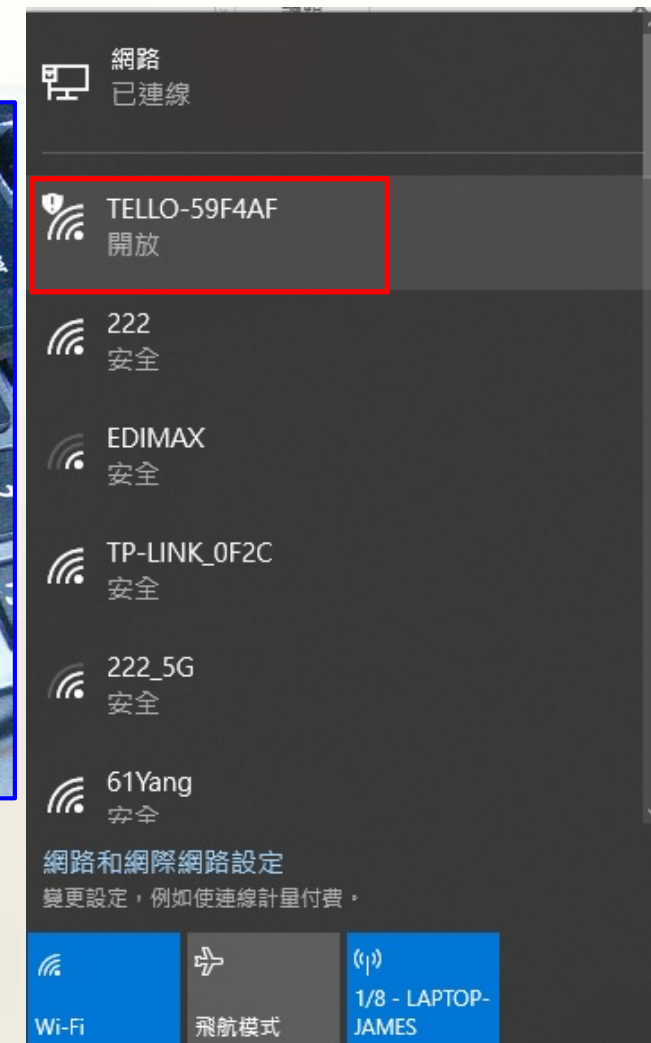 網路
已連線
TELLO-59F4AF
開放
222
安全
EDIMAX
安全
TP-LINK_0F2C
安全
222_5G
安全
61Yang
安全
網路和網際網路設定
變更設定，例如使連線計量付費。
Wi-Fi
飛航模式
1/8 - LAPTOP-
JAMES